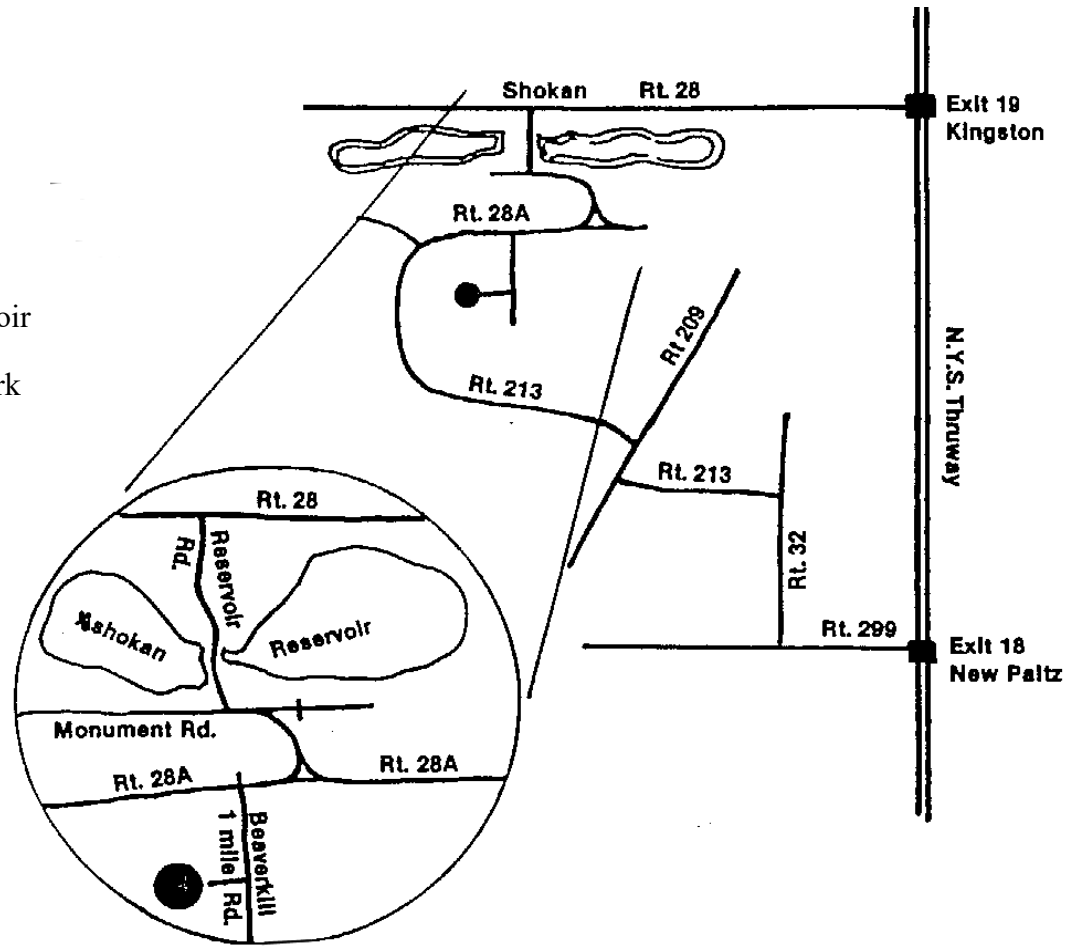 Shokan Rt. 28
Exit 19
Kingston
Rt. 28A
oir
rk
Rt 209
N.Y.S. Thruway
Rt. 213
Rt. 213
Rt. 32
Rt. 299
Exit 18
New Paltz
Rt. 28
Reservoir
Rd.
Ashokan
Reservoir
Monument Rd.
Rt. 28A
Rt. 28A
Beaverkill
1 mile Rd.